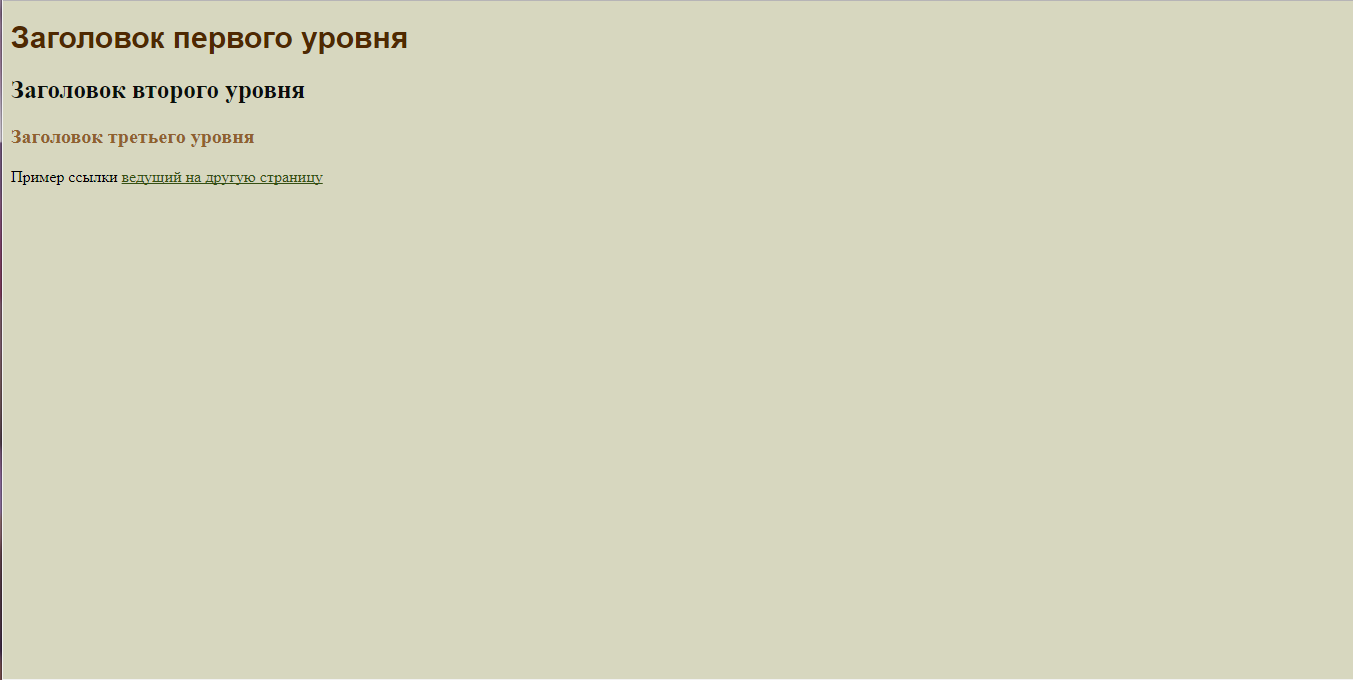 Заголовок первого уровня
Заголовок второго уровня
Заголовок третьего уровня
Пример ссылки ведущий на другую страницу